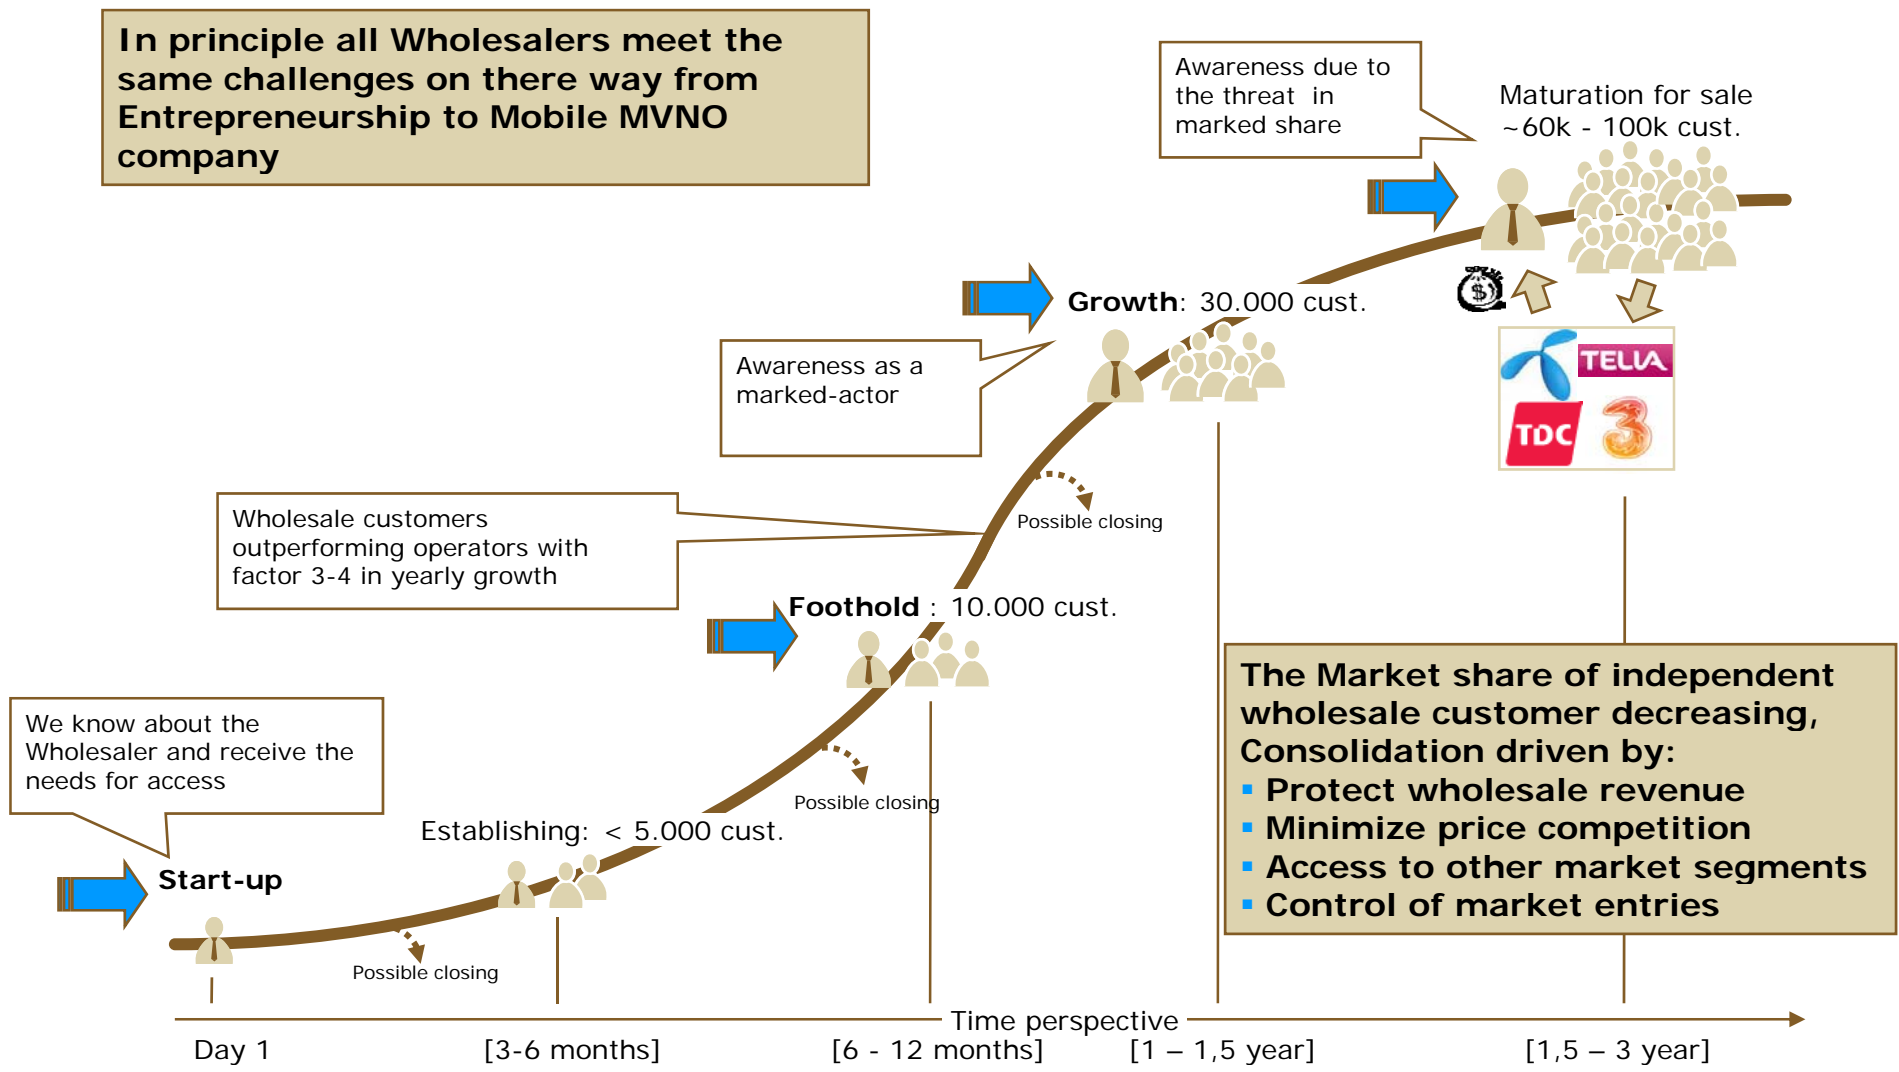 In principle all Wholesalers meet the
same challenges on there way from
Entrepreneurship to Mobile MVNO
company
Awareness due to
the threat in
marked share
Maturation for sale
~60k - 100k cust.
$
Growth: 30.000 cust.
Awareness as a
marked-actor
TELIA
TDC
3
Wholesale customers
outperforming operators with
factor 3-4 in yearly growth
Possible closing
Foothold : 10.000 cust.
The Market share of independent
wholesale customer decreasing,
Consolidation driven by:
▪ Protect wholesale revenue
▪ Minimize price competition
▪ Access to other market segments
▪ Control of market entries
We know about the
Wholesaler and receive the
needs for access
Possible closing
Establishing: < 5.000 cust.
Start-up
Possible closing
Time perspective
Day 1
[3-6 months]
[6 - 12 months]
[1 – 1,5 year]
[1,5 – 3 year]